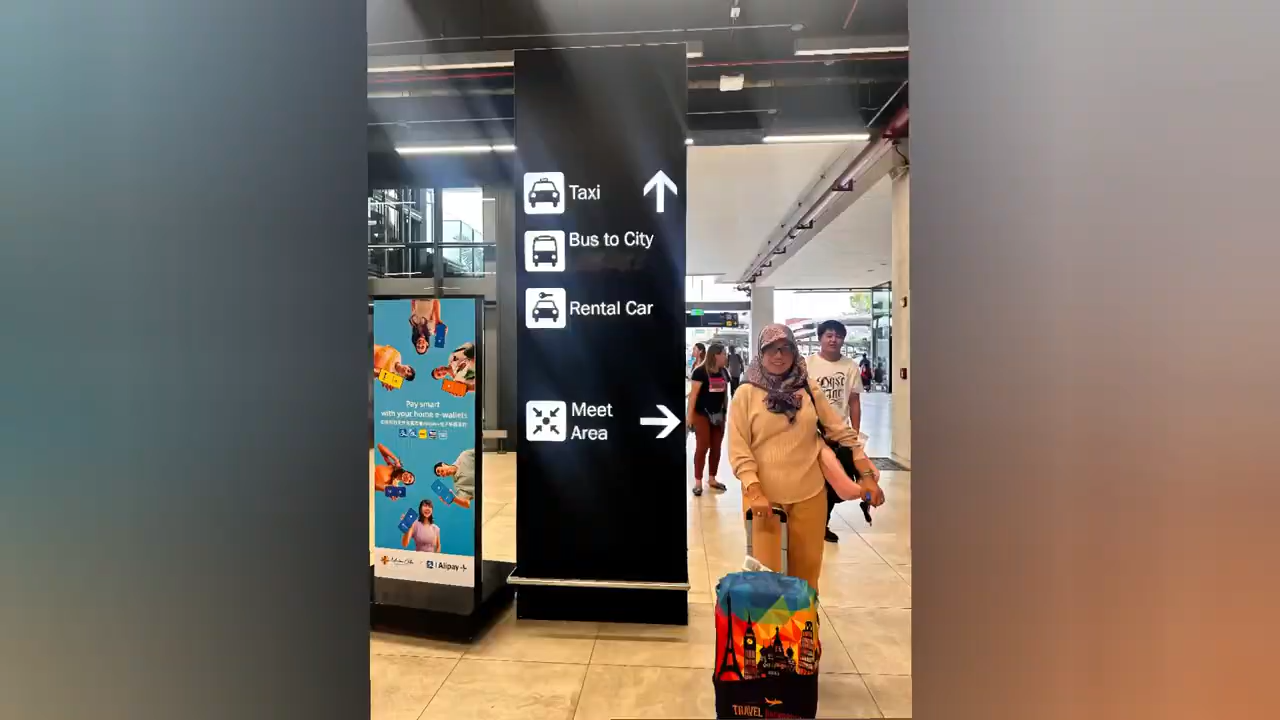 Taxi
Bus to City
Rental Car
Meet
Area
Pay smart
with your home e-wallets
Alipay+
TRAVEL